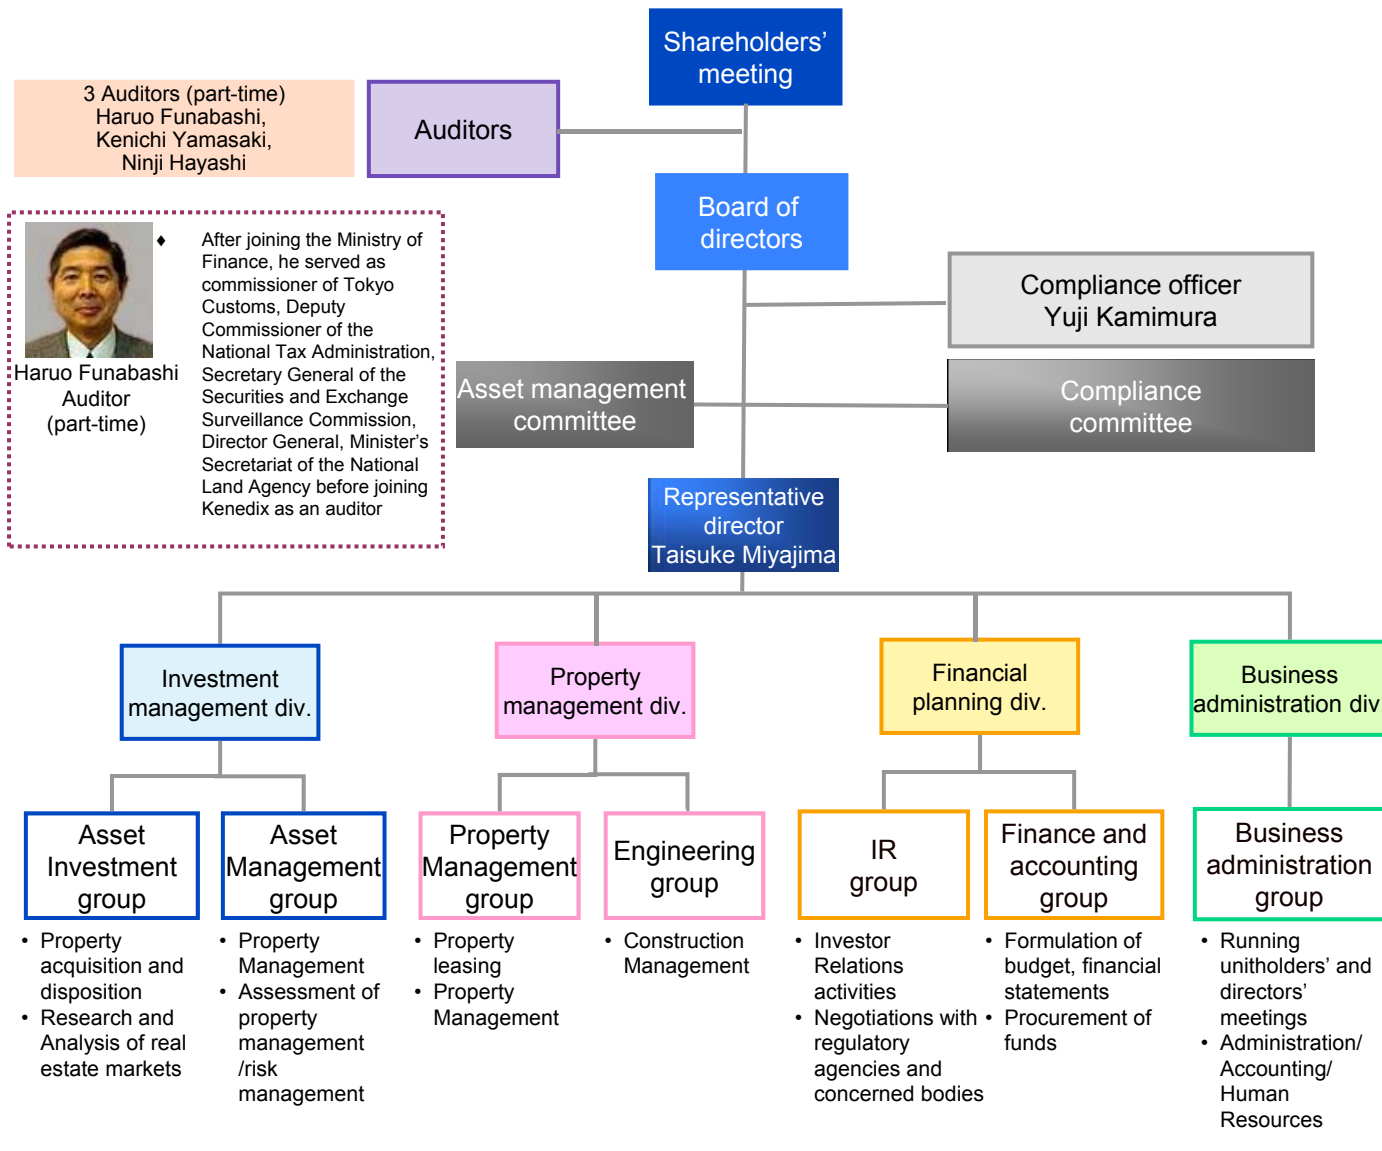 Shareholders'
meeting
3 Auditors (part-time)
Haruo Funabashi,
Kenichi Yamasaki,
Ninji Hayashi
Auditors
Board of
directors
♦ After joining the Ministry of
Finance, he served as
commissioner of Tokyo
Customs, Deputy
Commissioner of the
National Tax Administration,
Secretary General of the
Securities and Exchange
Surveillance Commission,
Director General, Minister's
Secretariat of the National
Land Agency before joining
Kenedix as an auditor
Haruo Funabashi
Auditor
(part-time)
Compliance officer
Yuji Kamimura
Asset management
committee
Compliance
committee
Representative
director
Taisuke Miyajima
Investment
management div.
Property
management div.
Financial
planning div.
Business
administration div.
Asset
Investment
group
Asset
Management
group
Property
Management
group
Engineering
group
IR
group
Finance and
accounting
group
Business
administration
group
• Property
acquisition and
disposition
• Research and
Analysis of real
estate markets
• Property
Management
• Assessment of
property
management
/risk
management
• Property
leasing
• Property
Management
• Construction
Management
• Investor
Relations
activities
• Negotiations with
regulatory
agencies and
concerned bodies
• Formulation of
budget, financial
statements
• Procurement of
funds
• Running
unitholders' and
directors'
meetings
• Administration/
Accounting/
Human
Resources